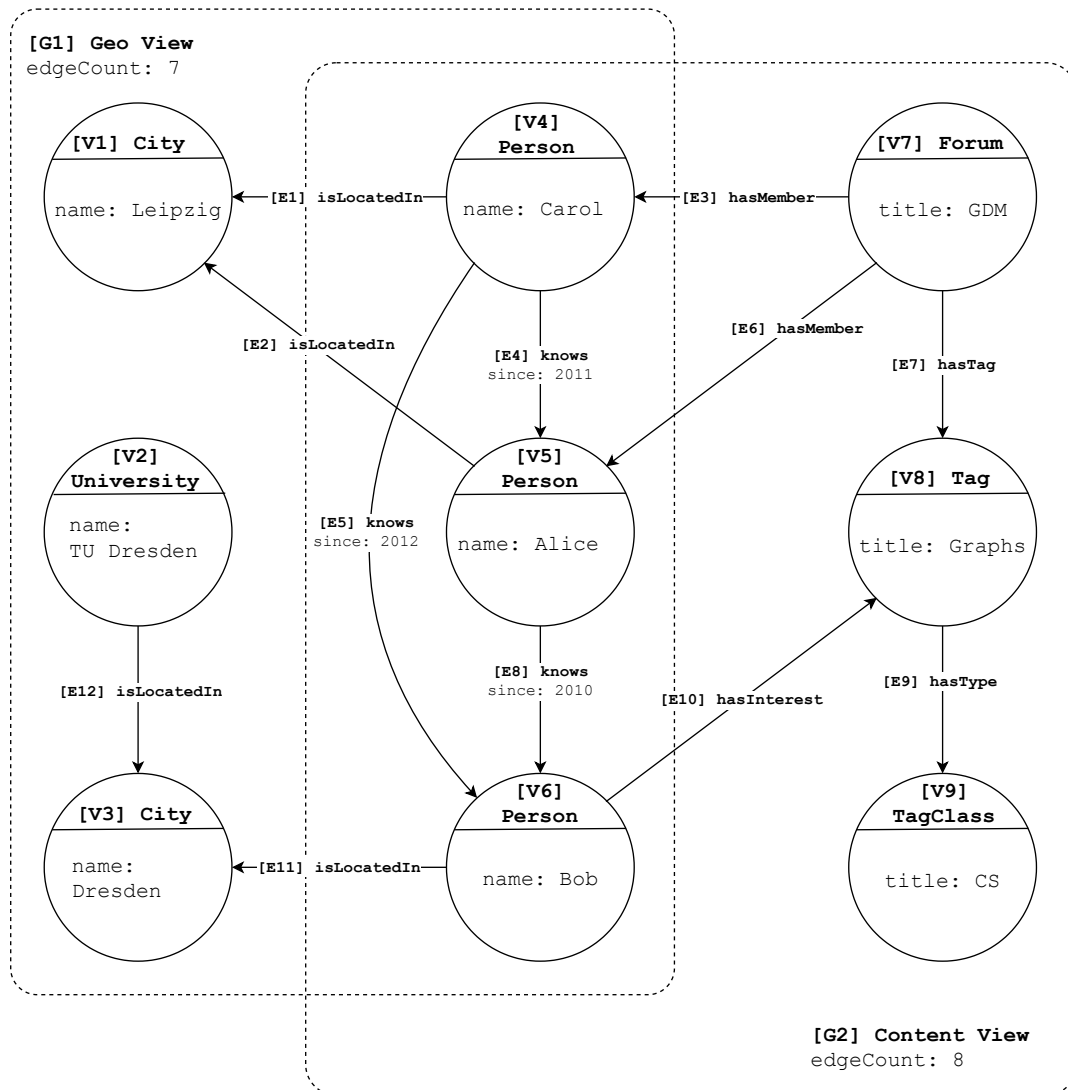 [G1] Geo View
edgeCount: 7
[V1] City
name: Leipzig
[E1] isLocatedIn
[V4]
Person
name: Carol
[E3] hasMember
[V7] Forum
title: GDM
[E2] isLocatedIn
[E4] knows
since: 2011
[E6] hasMember
[E7] hasTag
[V2]
University
name:
TU Dresden
[E5] knows
since: 2012
[V5]
Person
name: Alice
[V8] Tag
title: Graphs
[E12] isLocatedIn
[E8] knows
since: 2010
[E10] hasInterest
[E9] hasType
[V3] City
name:
Dresden
[E11] isLocatedIn
[V6]
Person
name: Bob
[V9]
TagClass
title: CS
[G2] Content View
edgeCount: 8